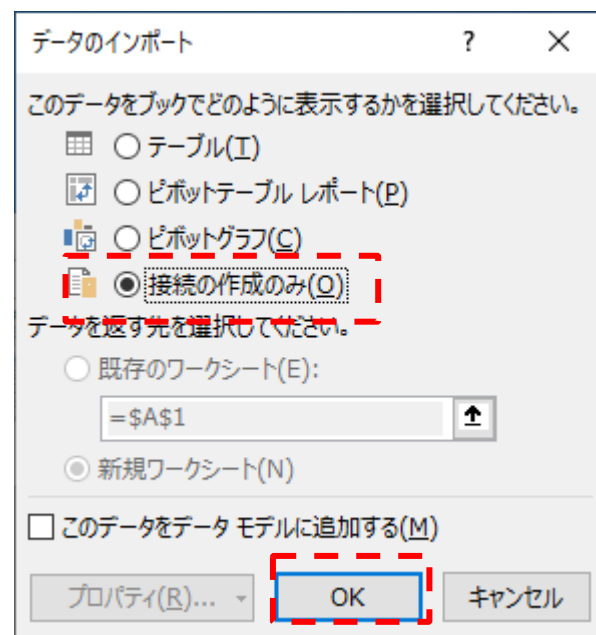 データのインポート ?
このデータをブックでどのように表示するかを選択してください。
テーブル(T)
ピボットテーブル レポート(P)
ピボットグラフ(C)
接続の作成のみ(O)
データを返す先を選択してください。
既存のワークシート(E):
=$A$1
新規ワークシート(N)
このデータをデータ モデルに追加する(M)
プロパティ(R)... OK キャンセル